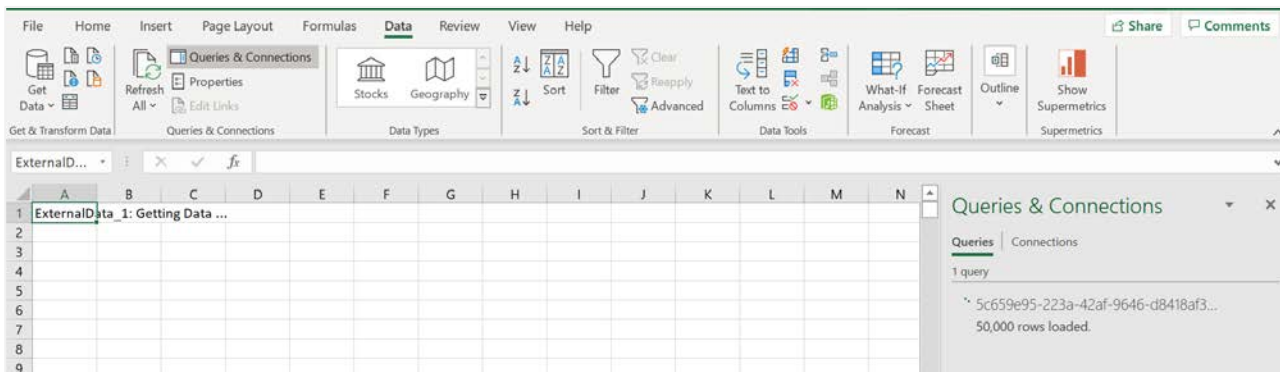 File Home Insert Page Layout Formulas Data Review View Help Share Comments
Get Data
Refresh All
Queries & Connections
Properties
Edit Links
Stocks
Geography
Sort
Filter
Clear
Reapply
Advanced
Text to Columns
What-If Analysis
Forecast Sheet
Outline
Show Supermetrics
Get & Transform Data Queries & Connections Data Types Sort & Filter Data Tools Forecast Supermetrics
ExternalD... fx
A B C D E F G H I J K L M N
1 ExternalData_1: Getting Data ...
2
3
4
5
6
7
8
9
Queries & Connections
Queries Connections
1 query
5c659e95-223a-42af-9646-d8418af3...
50,000 rows loaded.